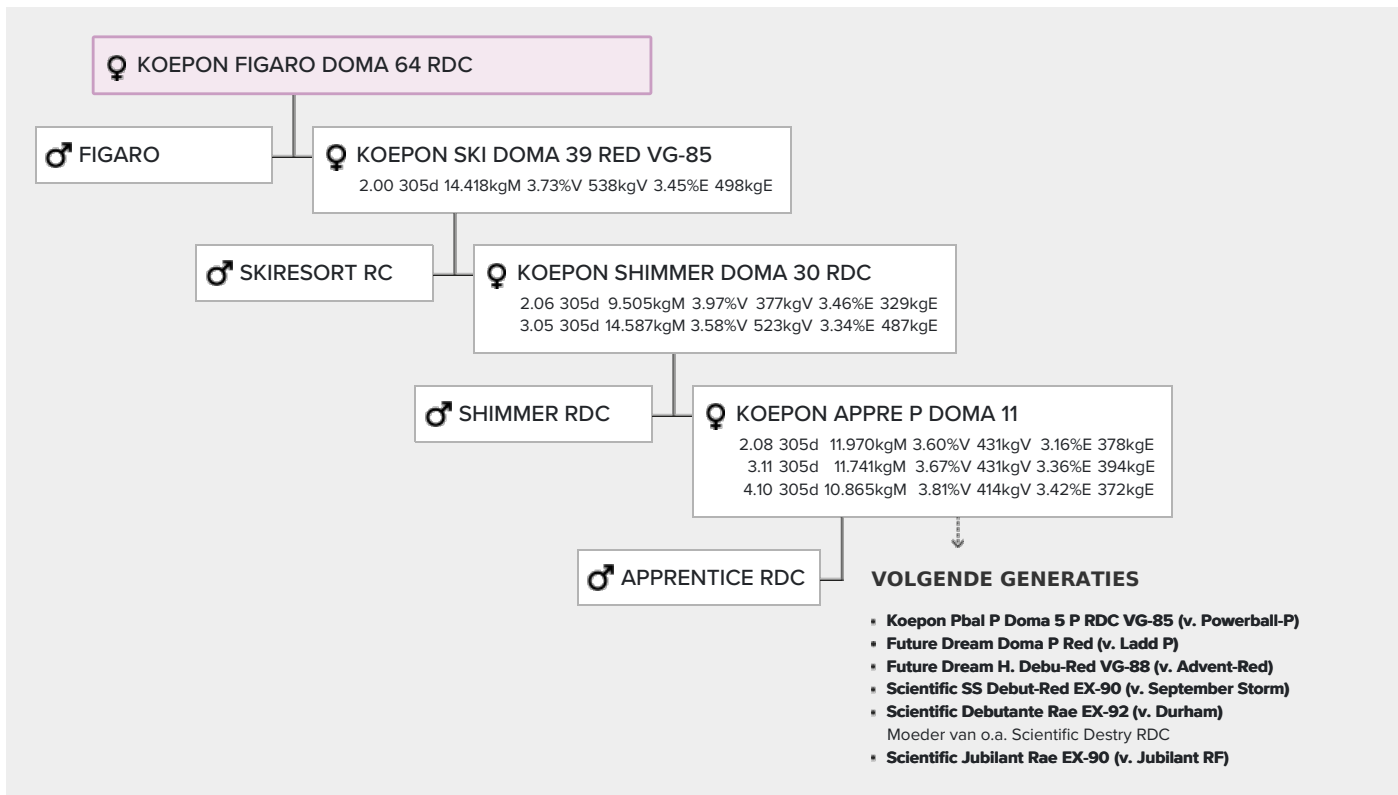 KOEPON FIGARO DOMA 64 RDC
FIGARO
KOEPON SKI DOMA 39 RED VG-85
2.00 305d 14.418kgM 3.73%V 538kgV 3.45%E 498kgE
SKIRESORT RC
KOEPON SHIMMER DOMA 30 RDC
2.06 305d 9.505kgM 3.97%V 377kgV 3.46%E 329kgE
3.05 305d 14.587kgM 3.58%V 523kgV 3.34%E 487kgE
SHIMMER RDC
KOEPON APPRE P DOMA 11
2.08 305d 11.970kgM 3.60%V 431kgV 3.16%E 378kgE
3.11 305d 11.741kgM 3.67%V 431kgV 3.36%E 394kgE
4.10 305d 10.865kgM 3.81%V 414kgV 3.42%E 372kgE
APPRENTICE RDC
VOLGENDE GENERATIES
• Koepon Pbal P Doma 5 P RDC VG-85 (v. Powerball-P)
• Future Dream Doma P Red (v. Ladd P)
• Future Dream H. Debu-Red VG-88 (v. Advent-Red)
• Scientific SS Debut-Red EX-90 (v. September Storm)
• Scientific Debutante Rae EX-92 (v. Durham)
Moeder van o.a. Scientific Destry RDC
• Scientific Jubilant Rae EX-90 (v. Jubilant RF)